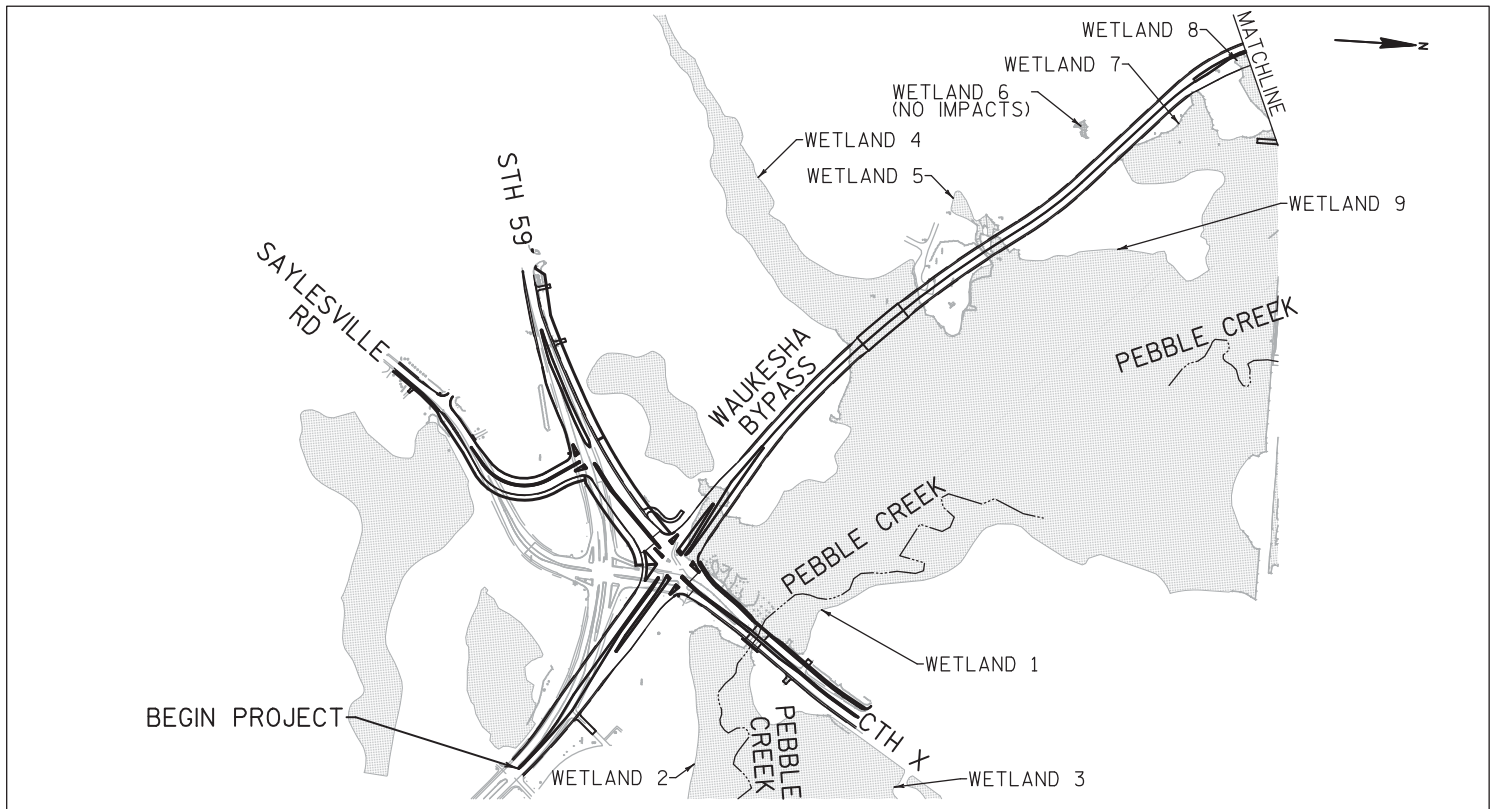 WETLAND 8
MATCHLINE
N
WETLAND 7
WETLAND 6
(NO IMPACTS)
WETLAND 4
WETLAND 5
STH 59
WETLAND 9
SAYLESVILLE
RD
PEBBLE CREEK
WAUKESHA
BYPASS
PEBBLE CREEK
WETLAND 1
BEGIN PROJECT
PEBBLE
CREEK
CTH X
WETLAND 2
WETLAND 3